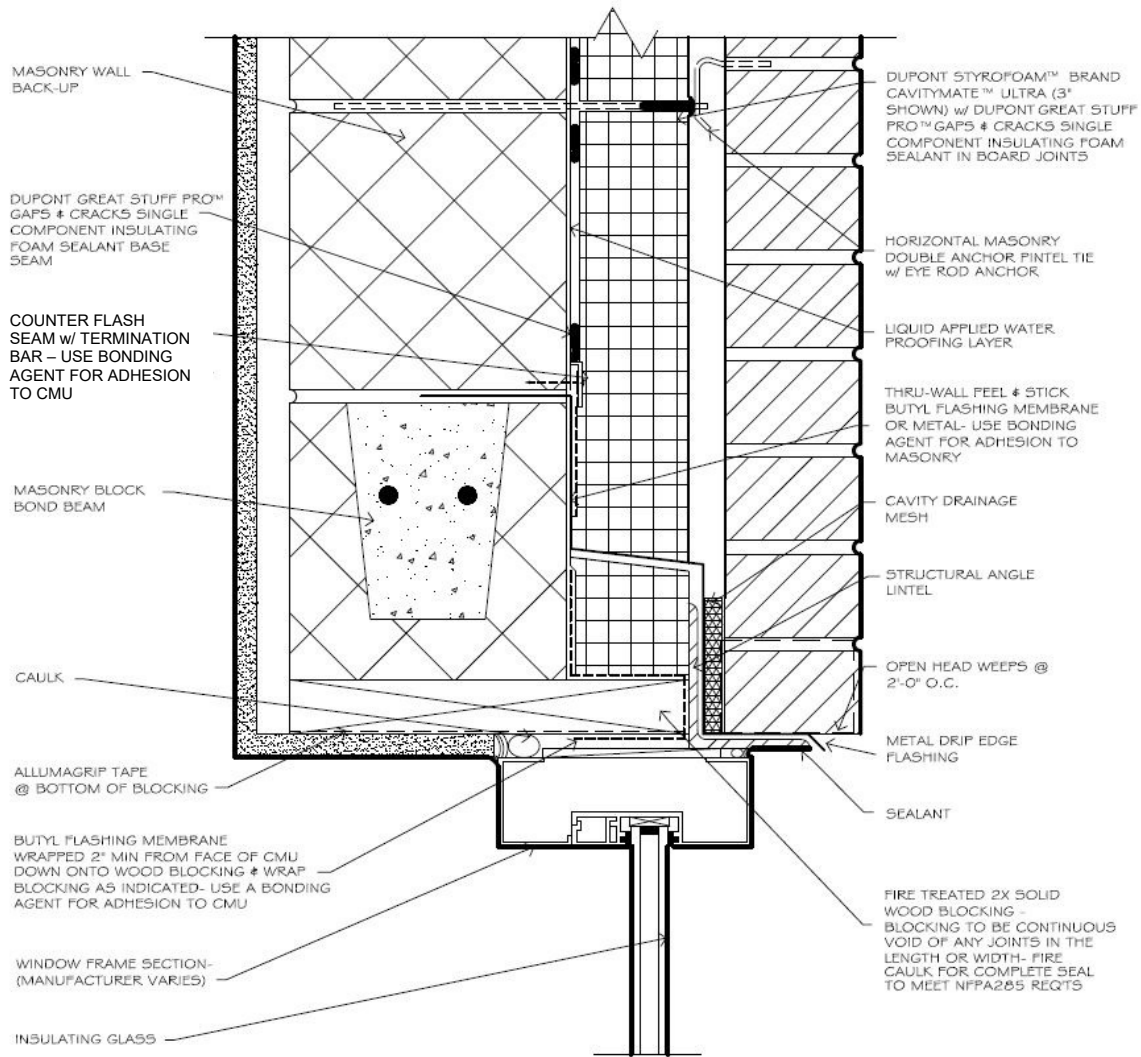 MASONRY WALL
BACK-UP
DUPONT GREAT STUFF PRO™
GAPS & CRACKS SINGLE
COMPONENT INSULATING
FOAM SEALANT BASE
SEAM
COUNTER FLASH
SEAM w/ TERMINATION
BAR – USE BONDING
AGENT FOR ADHESION
TO CMU
MASONRY BLOCK
BOND BEAM
CAULK
ALLUMAGRIP TAPE
@ BOTTOM OF BLOCKING
BUTYL FLASHING MEMBRANE
WRAPPED 2" MIN FROM FACE OF CMU
DOWN ONTO WOOD BLOCKING & WRAP
BLOCKING AS INDICATED- USE A BONDING
AGENT FOR ADHESION TO CMU
WINDOW FRAME SECTION-
(MANUFACTURER VARIES)
INSULATING GLASS
DUPONT STYROFOAM™ BRAND
CAVITYMATE™ ULTRA (3"
SHOWN) w/ DUPONT GREAT STUFF
PRO™ GAPS & CRACKS SINGLE
COMPONENT INSULATING FOAM
SEALANT IN BOARD JOINTS
HORIZONTAL MASONRY
DOUBLE ANCHOR PINTEL TIE
w/ EYE ROD ANCHOR
LIQUID APPLIED WATER
PROOFING LAYER
THRU-WALL PEEL & STICK
BUTYL FLASHING MEMBRANE
OR METAL- USE BONDING
AGENT FOR ADHESION TO
MASONRY
CAVITY DRAINAGE
MESH
STRUCTURAL ANGLE
LINTEL
OPEN HEAD WEEPS @
2'-0" O.C.
METAL DRIP EDGE
FLASHING
SEALANT
FIRE TREATED 2X SOLID
WOOD BLOCKING -
BLOCKING TO BE CONTINUOUS
VOID OF ANY JOINTS IN THE
LENGTH OR WIDTH- FIRE
CAULK FOR COMPLETE SEAL
TO MEET NFPA285 REQ'TS